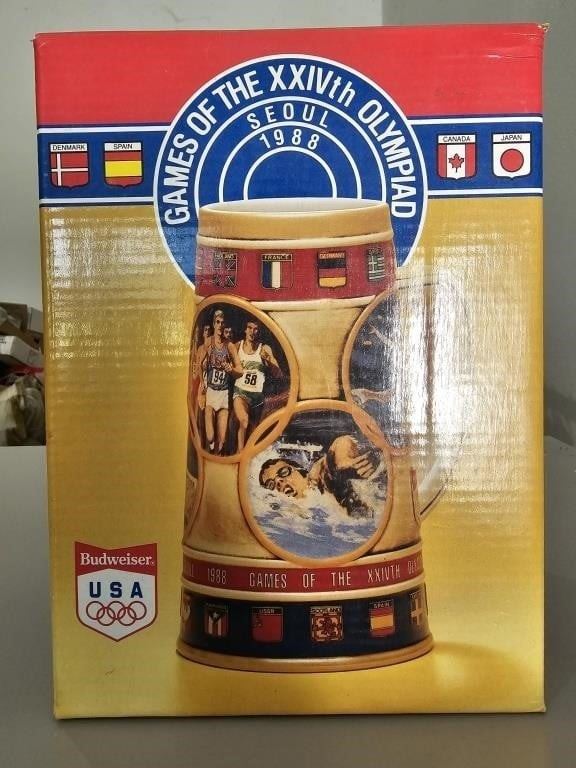 GAMES OF THE XXIVth OLYMPIAD
SEOUL
1988
DENMARK SPAIN
CANADA JAPAN
FRANCE GERMANY
94 58
1988 GAMES OF THE XXIVTH
USSR SCOTLAND SPAIN
Budweiser
USA